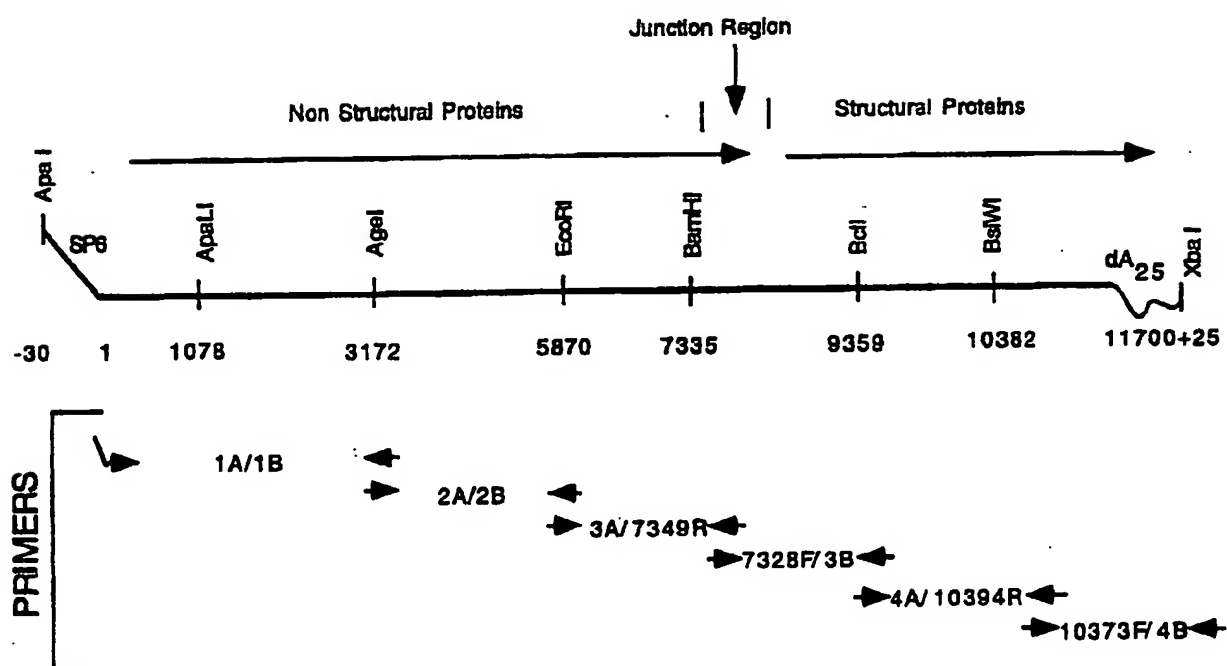 Junction Region
Non Structural Proteins
Structural Proteins
Apa I
SP6
ApaLI
AgeI
EcoRI
BamHI
BclI
BsiWI
dA25
Xba I
-30 1 1078 3172 5870 7335 9359 10382 11700+25
PRIMERS
1A/1B
2A/2B
3A/7349R
7328F/3B
4A/10394R
10373F/4B